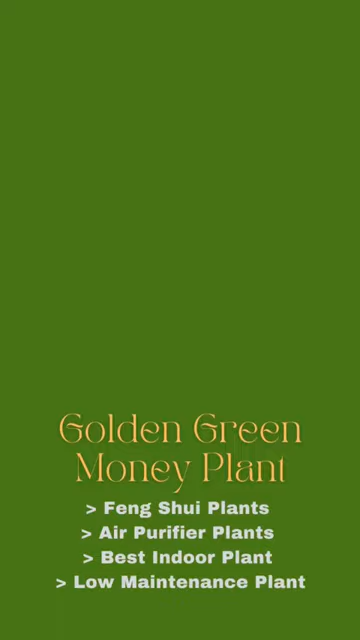 Golden Green
Money Plant
> Feng Shui Plants
> Air Purifier Plants
> Best Indoor Plant
> Low Maintenance Plant